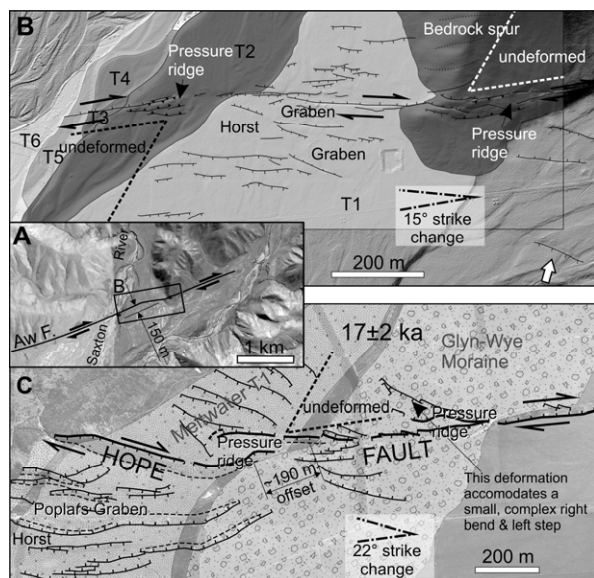 B
Bedrock spur
undeformed
Pressure
ridge
T2
T4
T3
undeformed
T6
T5
Graben
Horst
Graben
Pressure
ridge
T1
15° strike
change
200 m
A
River
B
Aw F.
Saxton
150 m
1 km
C
17±2 ka
Glyn-Wye
Moraine
Meltwater T1
undeformed
Pressure
ridge
Pressure
ridge
HOPE
FAULT
~190 m
offset
Poplars Graben
Horst
This deformation
accomodates a
small, complex right
bend & left step
22° strike
change
200 m